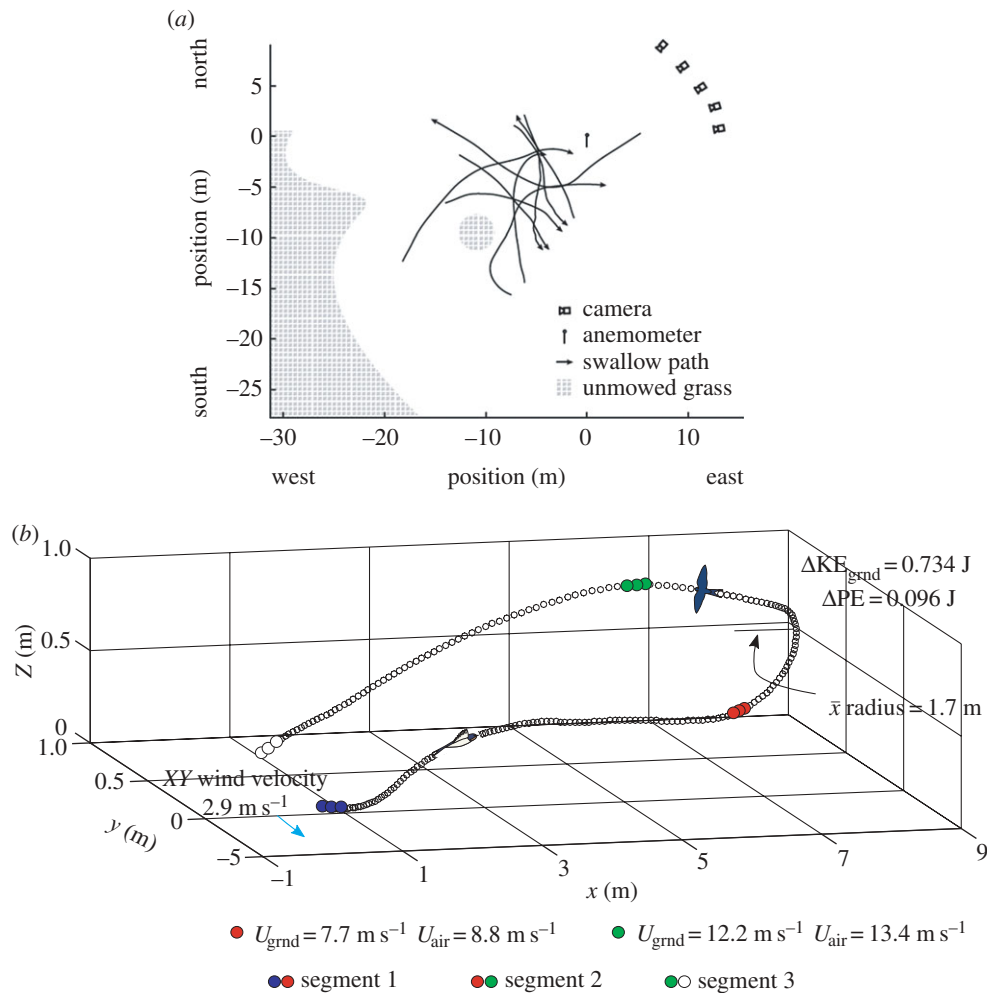 (a)
north
position (m)
south
5
0
−5
−10
−15
−20
−25
camera
anemometer
swallow path
unmowed grass
−30 −20 −10 0 10
west position (m) east
(b)
1.0
0.5
0
Z (m)
1.0
0.5
0
−5
y (m)
−1 1 3 5 7 9
x (m)
ΔKEgrnd = 0.734 J
ΔPE = 0.096 J
x̄ radius = 1.7 m
XY wind velocity
2.9 m s−1
Ugrnd = 7.7 m s−1 Uair = 8.8 m s−1 Ugrnd = 12.2 m s−1 Uair = 13.4 m s−1
segment 1 segment 2 segment 3